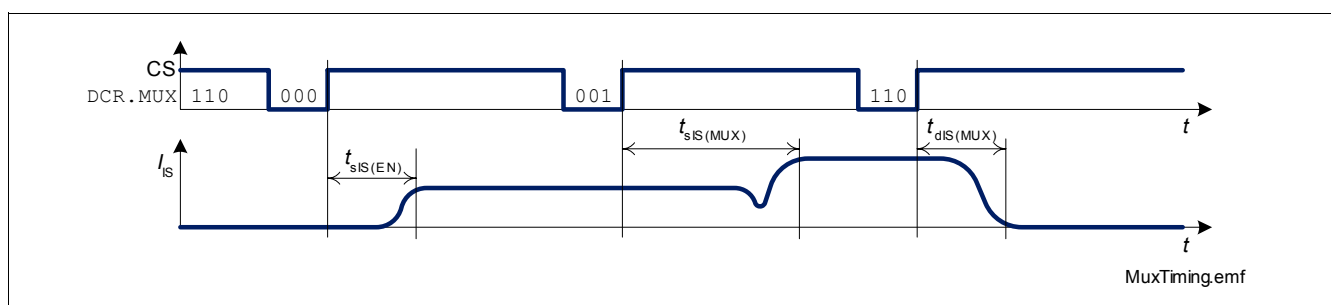 CS
DCR.MUX 110 000 001 110
t
tsIS(MUX) tdIS(MUX)
IIS tsIS(EN)
t
MuxTiming.emf